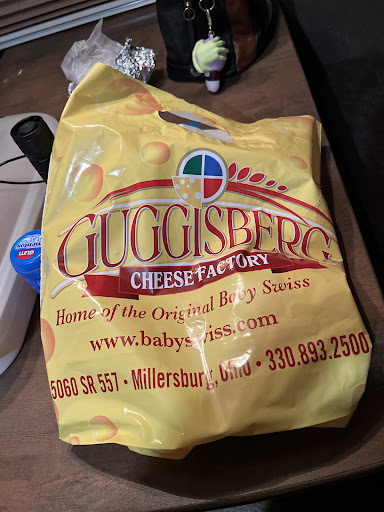 GUGGISBERG
CHEESE FACTORY
Home of the Original Baby Swiss
www.babyswiss.com
5060 SR 557 • Millersburg, Ohio • 330.893.2500
GUM